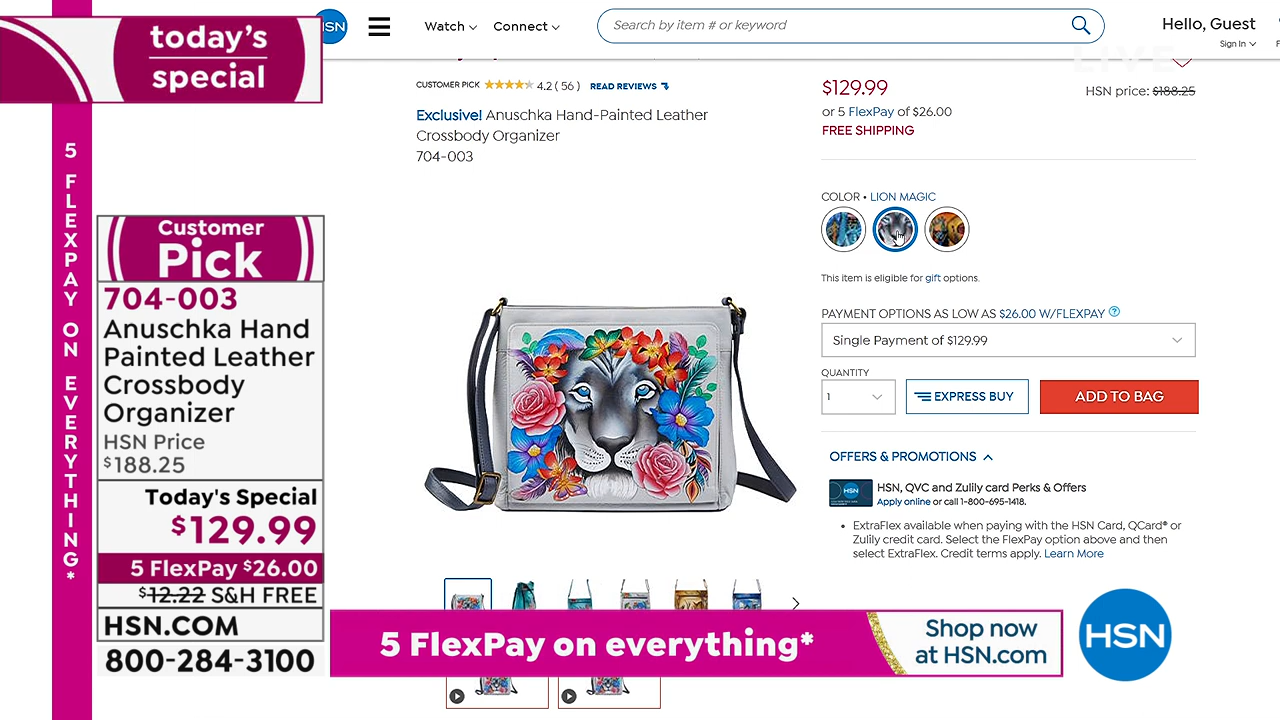 today's
special
5 FLEXPAY ON EVERYTHING*
Customer
Pick
704-003
Anuschka Hand
Painted Leather
Crossbody
Organizer
HSN Price
$188.25
Today's Special
$129.99
5 FlexPay $26.00
$12.22 S&H FREE
HSN.COM
800-284-3100
HSN
Watch
Connect
Search by item # or keyword
Hello, Guest
Sign In
LIVE
CUSTOMER PICK 4.2 ( 56 ) READ REVIEWS
Exclusive! Anuschka Hand-Painted Leather
Crossbody Organizer
704-003
$129.99
HSN price: $188.25
or 5 FlexPay of $26.00
FREE SHIPPING
COLOR • LION MAGIC
This item is eligible for gift options.
PAYMENT OPTIONS AS LOW AS $26.00 W/FLEXPAY ?
Single Payment of $129.99
QUANTITY
1
EXPRESS BUY
ADD TO BAG
OFFERS & PROMOTIONS
HSN
HSN, QVC and Zulily card Perks & Offers
Apply online or call 1-800-695-1418.
• ExtraFlex available when paying with the HSN Card, QCard® or
Zulily credit card. Select the FlexPay option above and then
select ExtraFlex. Credit terms apply. Learn More
5 FlexPay on everything*
Shop now
at HSN.com
HSN